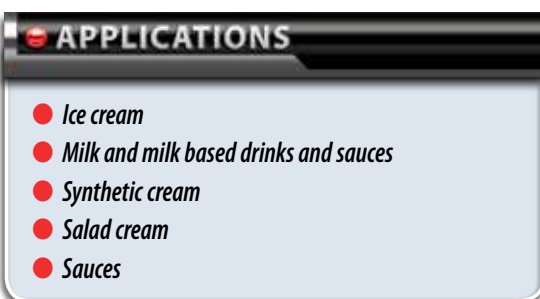 APPLICATIONS
Ice cream
Milk and milk based drinks and sauces
Synthetic cream
Salad cream
Sauces